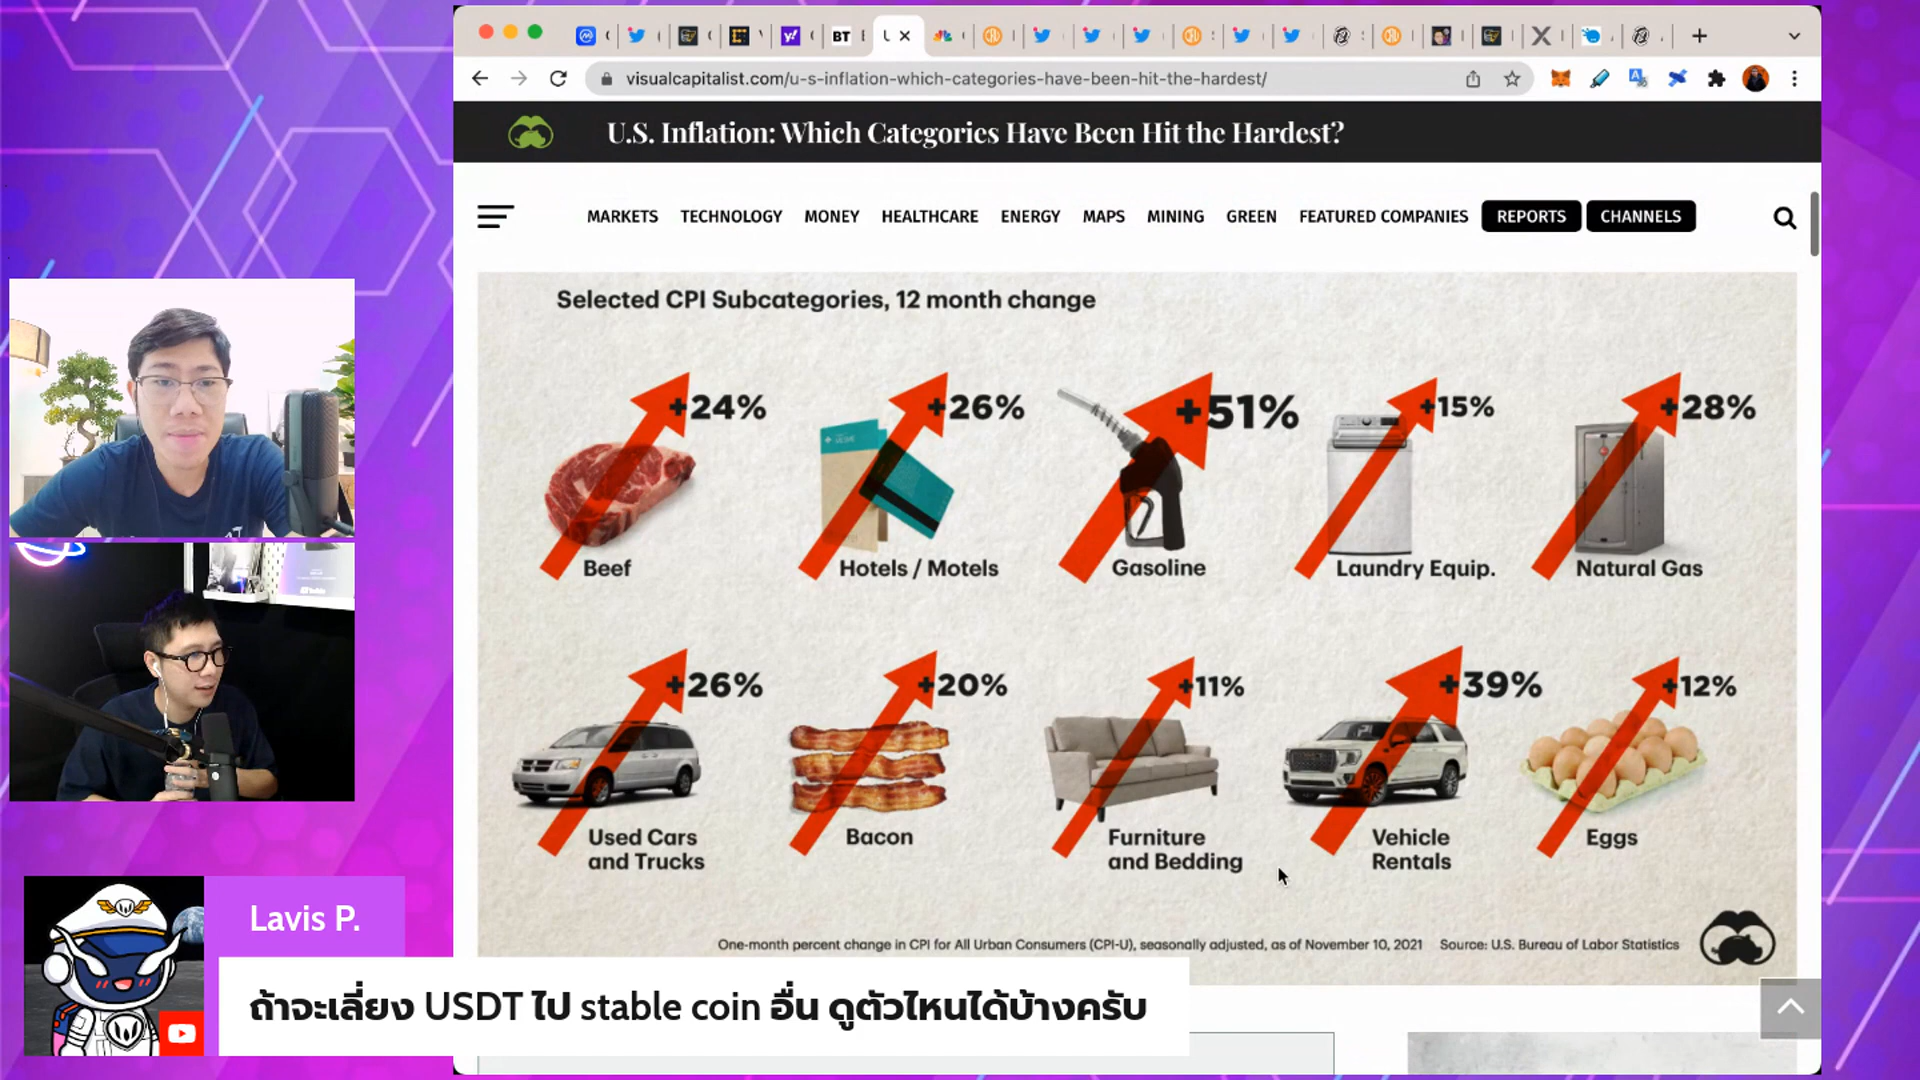 visualcapitalist.com/u-s-inflation-which-categories-have-been-hit-the-hardest/
U.S. Inflation: Which Categories Have Been Hit the Hardest?
MARKETS TECHNOLOGY MONEY HEALTHCARE ENERGY MAPS MINING GREEN FEATURED COMPANIES REPORTS CHANNELS
Selected CPI Subcategories, 12 month change
+24% +26% +51% +15% +28%
Beef Hotels / Motels Gasoline Laundry Equip. Natural Gas
+26% +20% +11% +39% +12%
Used Cars and Trucks
Bacon
Furniture and Bedding
Vehicle Rentals
Eggs
One-month percent change in CPI for All Urban Consumers (CPI-U), seasonally adjusted, as of November 10, 2021 Source: U.S. Bureau of Labor Statistics
Lavis P.
ถ้าจะเลี่ยง USDT ไป stable coin อื่น ดูตัวไหนได้บ้างครับ